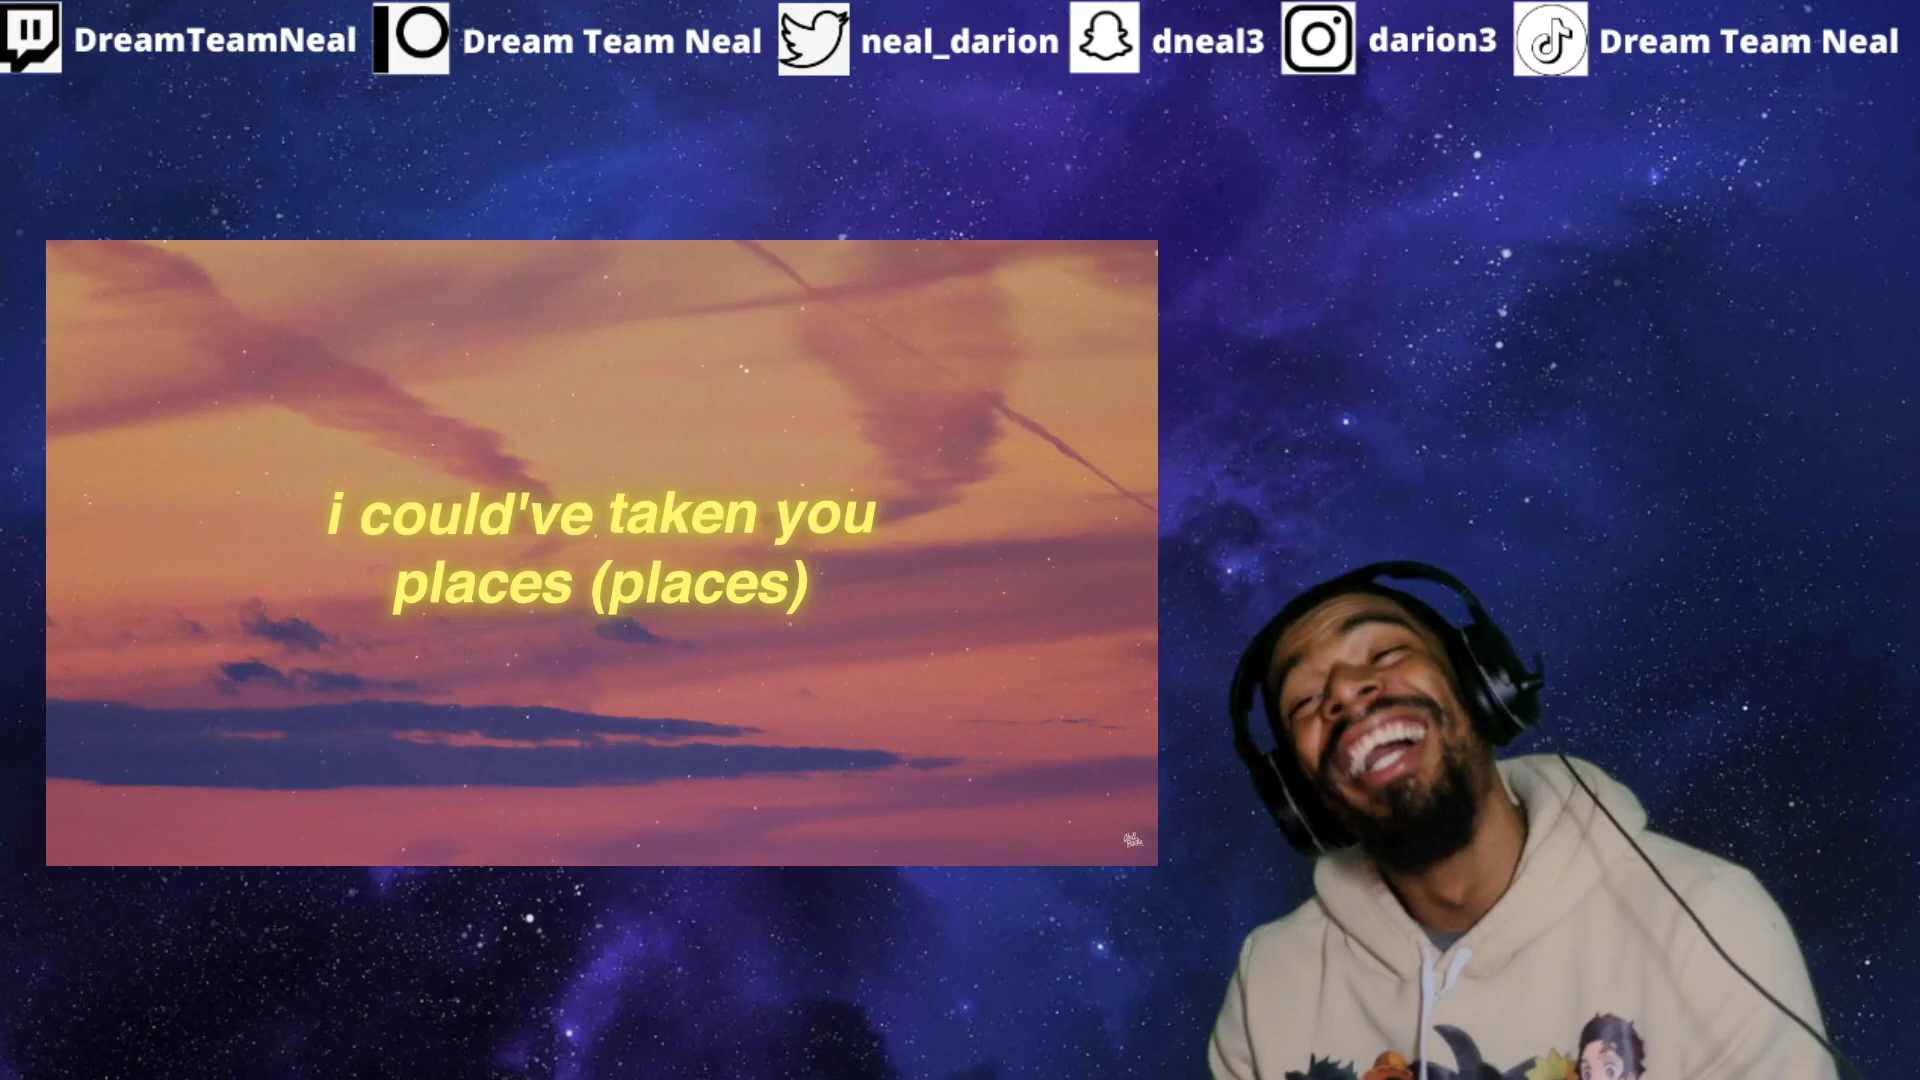 DreamTeamNeal Dream Team Neal neal_darion dneal3 darion3 Dream Team Neal
i could've taken you
places (places)